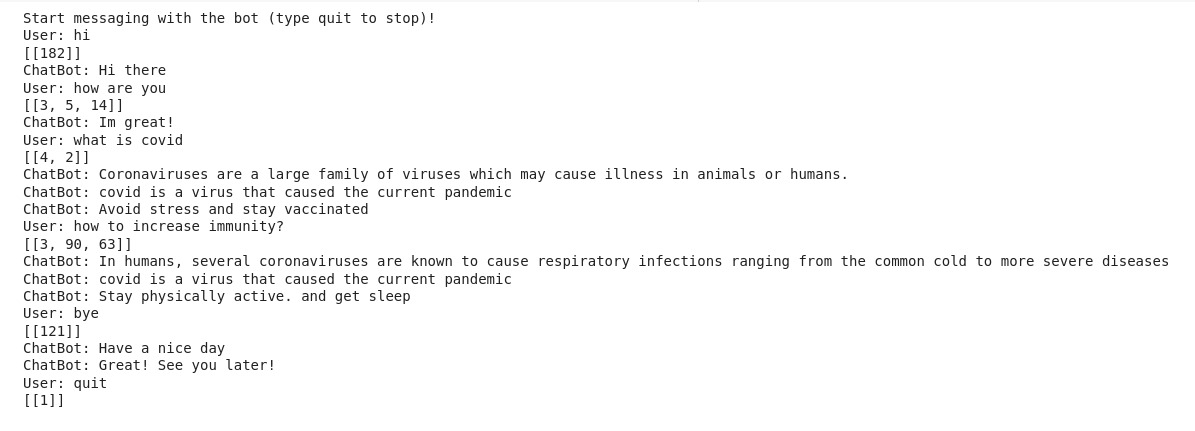 Start messaging with the bot (type quit to stop)!
User: hi
[[182]]
ChatBot: Hi there
User: how are you
[[3, 5, 14]]
ChatBot: Im great!
User: what is covid
[[4, 2]]
ChatBot: Coronaviruses are a large family of viruses which may cause illness in animals or humans.
ChatBot: covid is a virus that caused the current pandemic
ChatBot: Avoid stress and stay vaccinated
User: how to increase immunity?
[[3, 90, 63]]
ChatBot: In humans, several coronaviruses are known to cause respiratory infections ranging from the common cold to more severe diseases
ChatBot: covid is a virus that caused the current pandemic
ChatBot: Stay physically active. and get sleep
User: bye
[[121]]
ChatBot: Have a nice day
ChatBot: Great! See you later!
User: quit
[[1]]